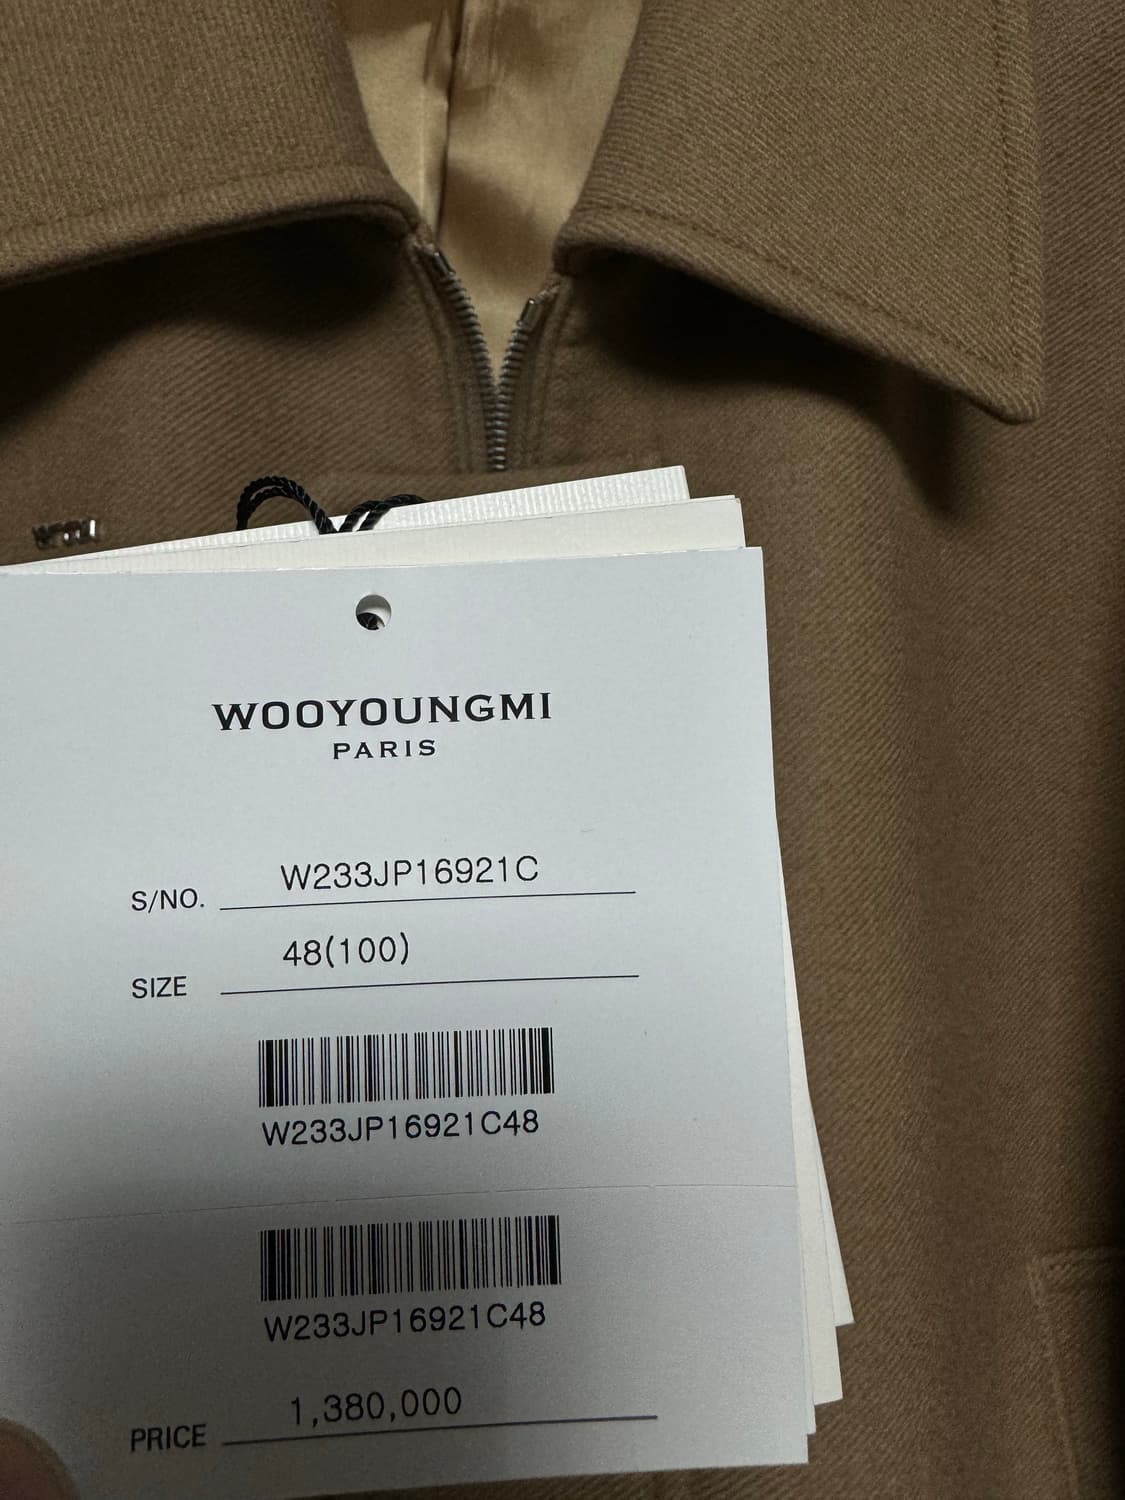 WOOYOUNGMI
PARIS
S/NO. W233JP16921C
SIZE 48(100)
W233JP16921C48
W233JP16921C48
PRICE 1,380,000